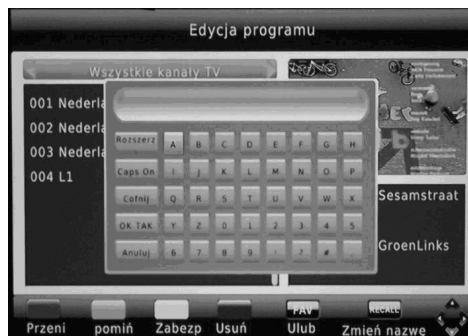 Edycja programu
Wszystkie kanały TV
001 Nederla
002 Nederla
003 Nederla
004 L1
Rozszerz A B C D E F G H
Caps On I J K L M N O P
Cofnij Q R S T U V W X
OK TAK Y Z 0 1 2 3 4 5
Anuluj 6 7 8 9 #
Sesamstraat
GroenLinks
FAV RECALL
Przeni pomiń Zabezp Usuń Ulub Zmień nazwe